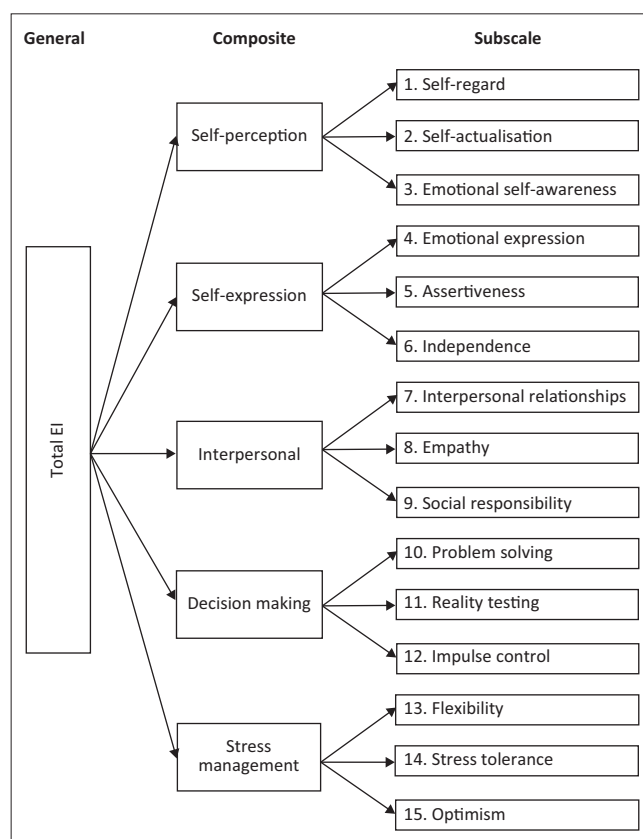 General
Composite
Subscale
Total EI
Self-perception
1. Self-regard
2. Self-actualisation
3. Emotional self-awareness
Self-expression
4. Emotional expression
5. Assertiveness
6. Independence
Interpersonal
7. Interpersonal relationships
8. Empathy
9. Social responsibility
Decision making
10. Problem solving
11. Reality testing
12. Impulse control
Stress
management
13. Flexibility
14. Stress tolerance
15. Optimism